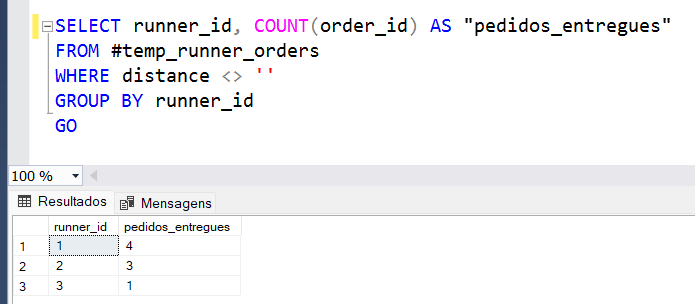 SELECT runner_id, COUNT(order_id) AS "pedidos_entregues"
FROM #temp_runner_orders
WHERE distance <> ''
GROUP BY runner_id
GO
100 %
Resultados Mensagens
runner_id pedidos_entregues
1 1 4
2 2 3
3 3 1